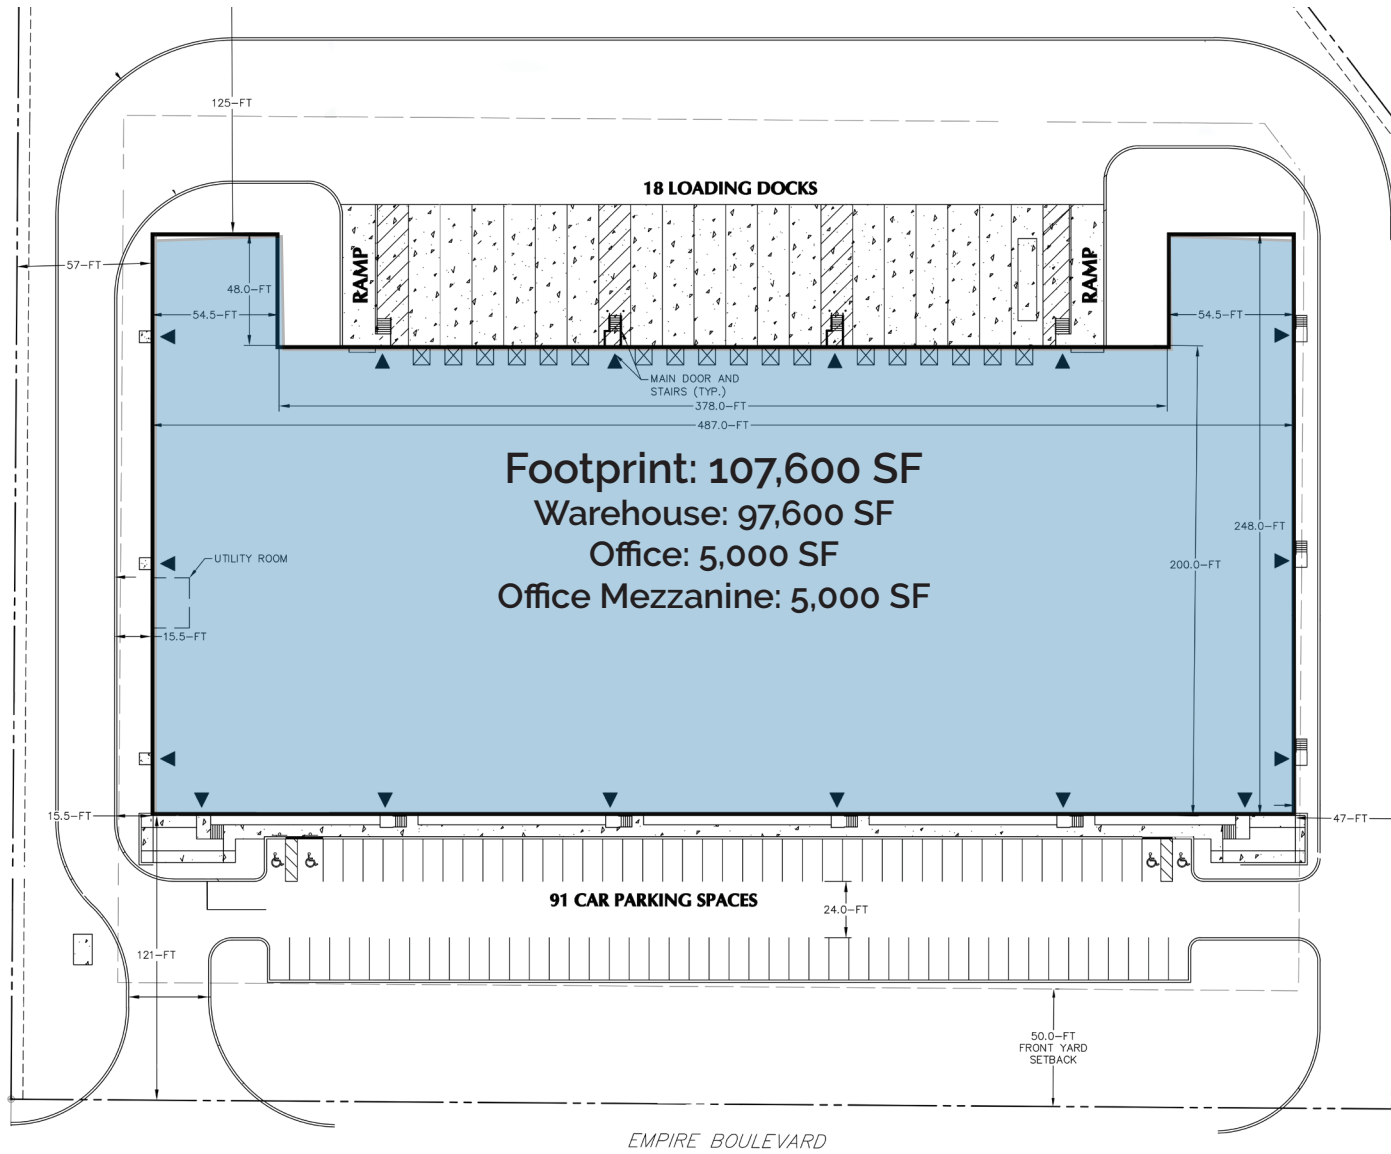 125-FT
18 LOADING DOCKS
57-FT
RAMP
RAMP
48.0-FT
54.5-FT
54.5-FT
MAIN DOOR AND
STAIRS (TYP.)
378.0-FT
487.0-FT
Footprint: 107,600 SF
Warehouse: 97,600 SF
Office: 5,000 SF
Office Mezzanine: 5,000 SF
248.0-FT
UTILITY ROOM
200.0-FT
15.5-FT
15.5-FT
47-FT
91 CAR PARKING SPACES
24.0-FT
121-FT
50.0-FT
FRONT YARD
SETBACK
EMPIRE BOULEVARD